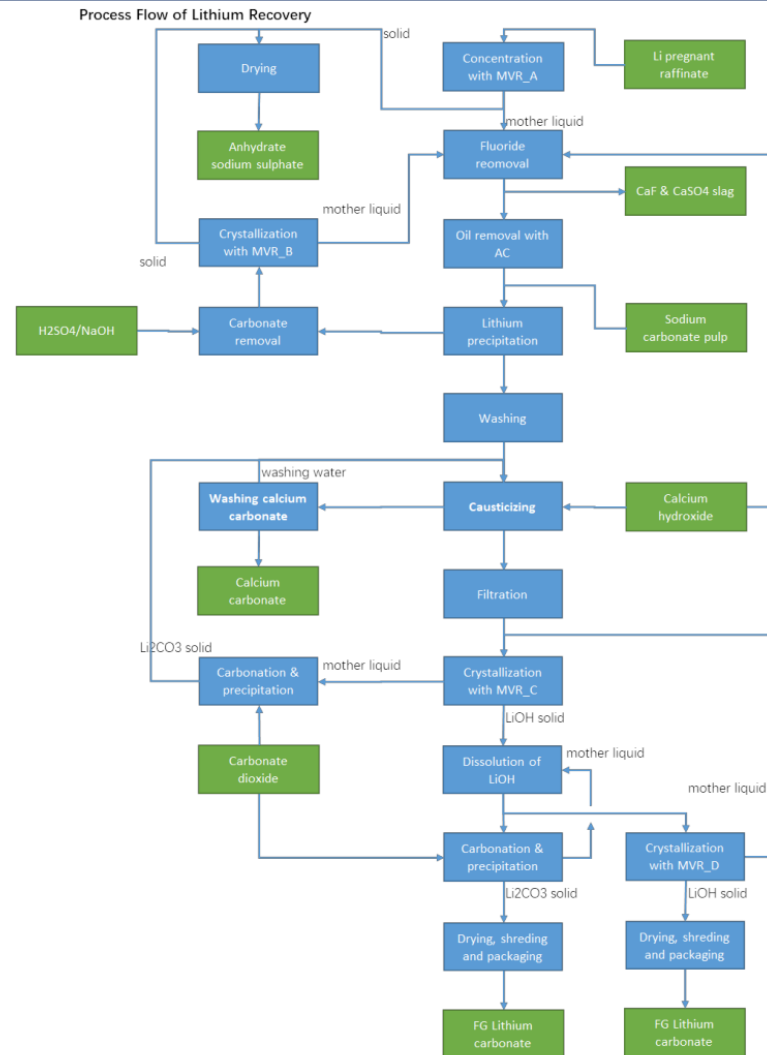 Process Flow of Lithium Recovery
solid
Drying
Concentration
with MVR_A
Li pregnant
raffinate
mother liquid
Anhydrate
sodium sulphate
Fluoride
reomoval
CaF & CaSO4 slag
mother liquid
Crystallization
with MVR_B
Oil removal with
AC
solid
H2SO4/NaOH
Carbonate
removal
Lithium
precipitation
Sodium
carbonate pulp
Washing
washing water
Washing calcium
carbonate
Causticizing
Calcium
hydroxide
Calcium
carbonate
Filtration
Li2CO3 solid
Carbonation &
precipitation
mother liquid
Crystallization
with MVR_C
LiOH solid
Carbonate
dioxide
Dissolution of
LiOH
mother liquid
mother liquid
Carbonation &
precipitation
Crystallization
with MVR_D
Li2CO3 solid
LiOH solid
Drying, shreding
and packaging
Drying, shreding
and packaging
FG Lithium
carbonate
FG Lithium
carbonate